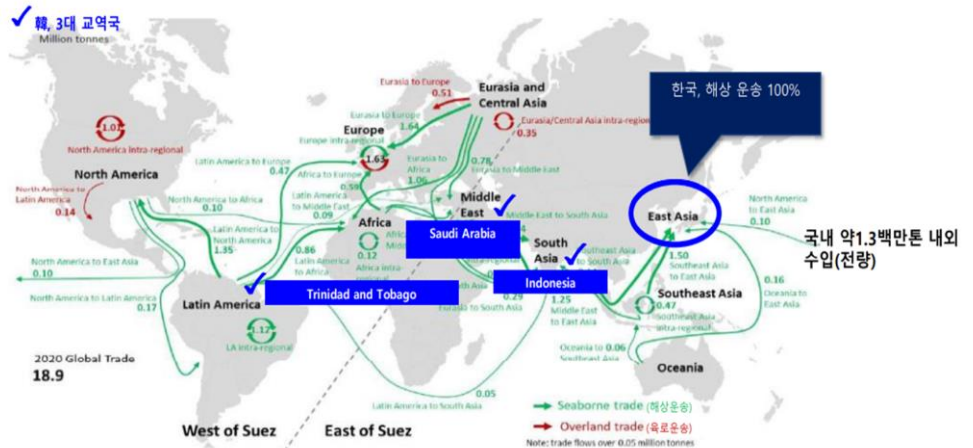 ✓ 韓, 3대 교역국
Million tonnes
한국, 해상 운송 100%
국내 약1.3백만톤 내외
수입(전량)
Eurasia to Europe
0.51
Eurasia and
Central Asia
Eurasia to Europe
1.64
Eurasia/Central Asia intra-regional
0.35
Europe
Europe intra-regional
1.63
1.01
North America intra-regional
North America
North America to
Latin America
0.14
Latin America to Europe
0.47
Africa to Europe
0.59
Eurasia to
Africa
1.06
0.78
Eurasia to Middle East
North America to Africa
0.10
Latin America
to Middle East
0.09
Latin America to
North America
1.35
0.86
Latin America
to Africa
Africa
0.12
Africa intra-
Middle
East
Middle East to South Asia
Saudi Arabia
South
Asia
Indonesia
0.29
Eurasia to South Asia
1.25
Middle East
to East Asia
East Asia
North America
to East Asia
0.10
1.50
Southeast Asia
to East Asia
0.16
Oceania to
East Asia
Southeast Asia
0.47
Southeast Asia
intra-regional
Oceania to
Southeast Asia
0.06
Oceania
North America to East Asia
0.10
North America to Latin America
0.17
Latin America
Trinidad and Tobago
1.17
LA intra-regional
0.05
Latin America to South Asia
2020 Global Trade
18.9
West of Suez
East of Suez
Seaborne trade (해상운송)
Overland trade (육로운송)
Note: trade flows over 0.05 million tonnes